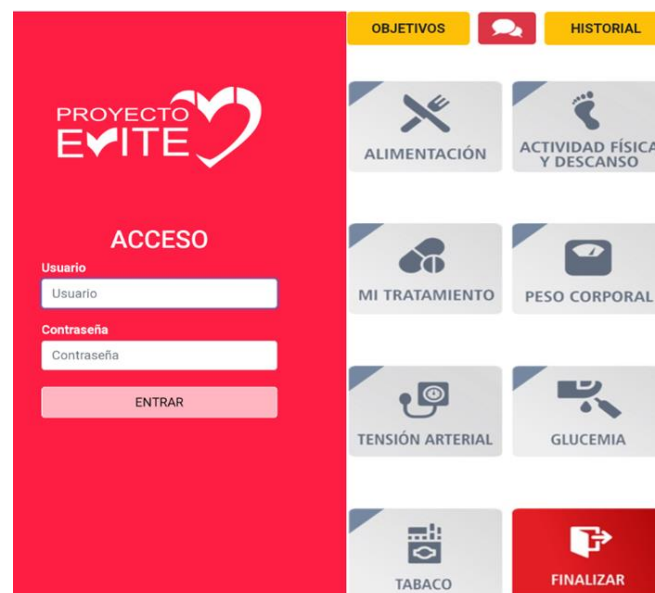 PROYECTO
EVITE
ACCESO
Usuario
Usuario
Contraseña
Contraseña
ENTRAR
OBJETIVOS
HISTORIAL
ALIMENTACIÓN
ACTIVIDAD FÍSICA
Y DESCANSO
MI TRATAMIENTO
PESO CORPORAL
TENSIÓN ARTERIAL
GLUCEMIA
TABACO
FINALIZAR